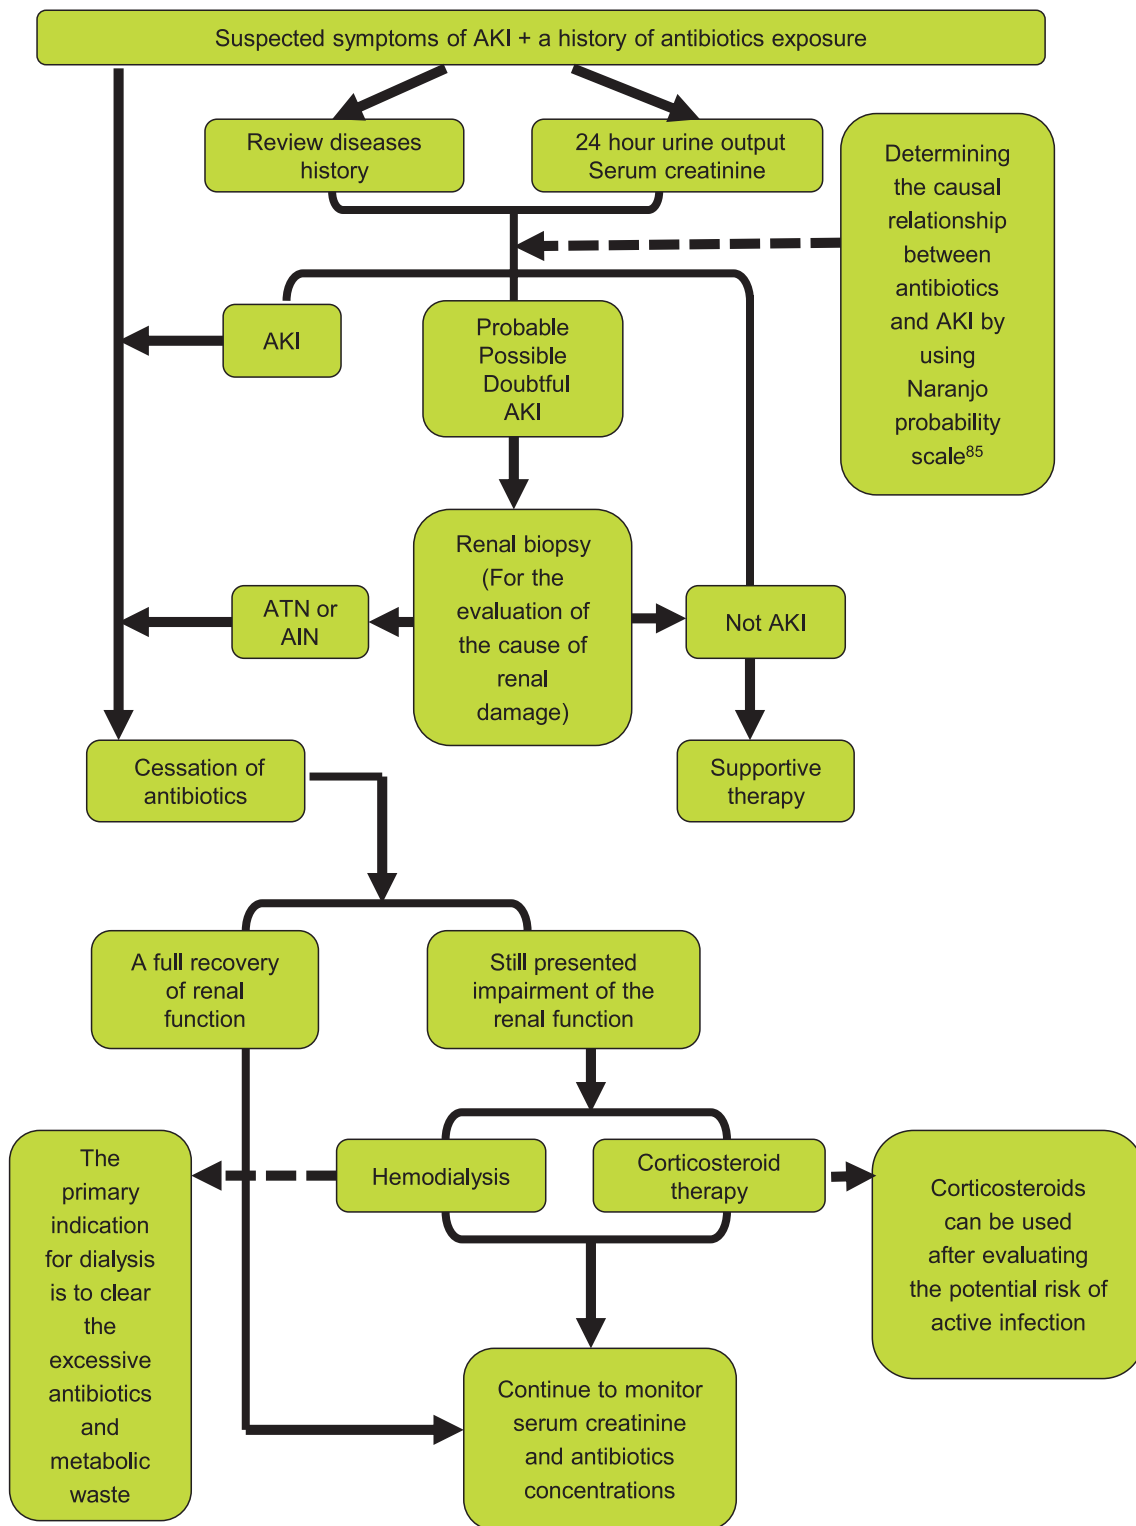 Suspected symptoms of AKI + a history of antibiotics exposure
Review diseases
history
24 hour urine output
Serum creatinine
Determining
the causal
relationship
between
antibiotics
and AKI by
using
Naranjo
probability
scale85
AKI
Probable
Possible
Doubtful
AKI
Renal biopsy
(For the
evaluation of
the cause of
renal
damage)
ATN or
AIN
Not AKI
Cessation of
antibiotics
Supportive
therapy
A full recovery
of renal
function
Still presented
impairment of the
renal function
The
primary
indication
for dialysis
is to clear
the
excessive
antibiotics
and
metabolic
waste
Hemodialysis
Corticosteroid
therapy
Corticosteroids
can be used
after evaluating
the potential risk of
active infection
Continue to monitor
serum creatinine
and antibiotics
concentrations